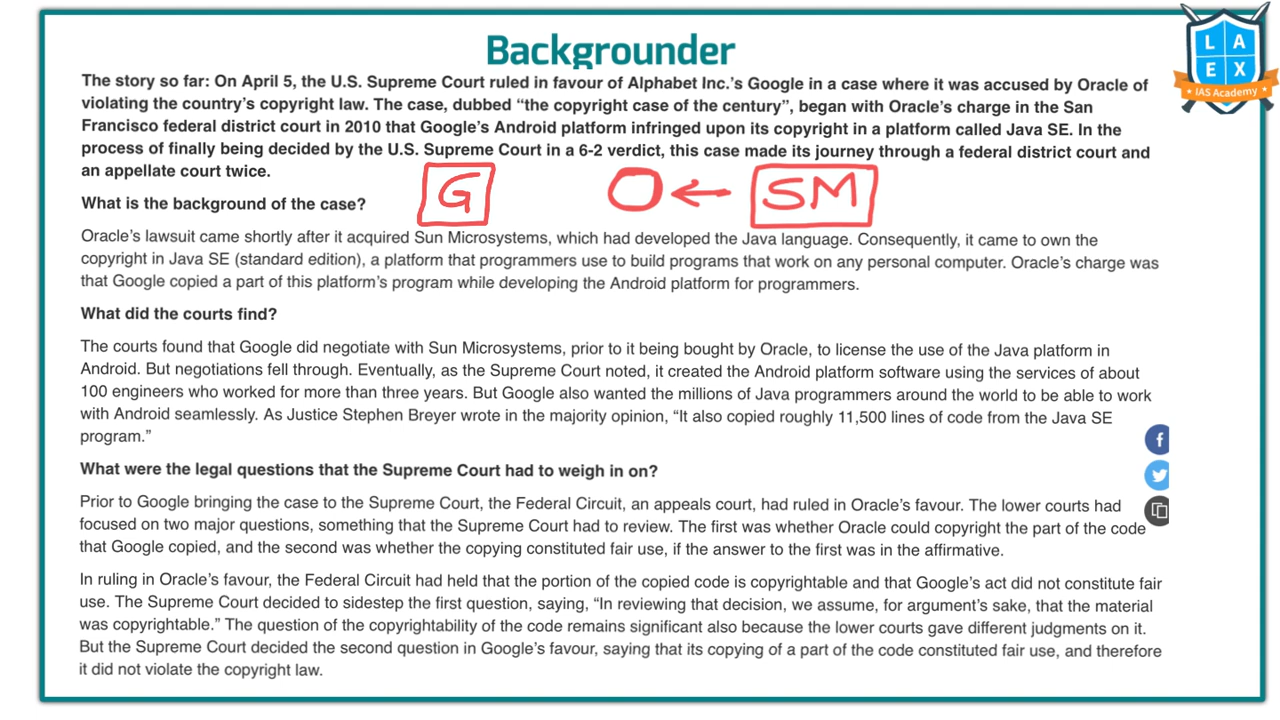 Backgrounder
L A
E X
IAS Academy
The story so far: On April 5, the U.S. Supreme Court ruled in favour of Alphabet Inc.'s Google in a case where it was accused by Oracle of
violating the country's copyright law. The case, dubbed “the copyright case of the century”, began with Oracle's charge in the San
Francisco federal district court in 2010 that Google's Android platform infringed upon its copyright in a platform called Java SE. In the
process of finally being decided by the U.S. Supreme Court in a 6-2 verdict, this case made its journey through a federal district court and
an appellate court twice.
G O ← SM
What is the background of the case?
Oracle's lawsuit came shortly after it acquired Sun Microsystems, which had developed the Java language. Consequently, it came to own the
copyright in Java SE (standard edition), a platform that programmers use to build programs that work on any personal computer. Oracle's charge was
that Google copied a part of this platform's program while developing the Android platform for programmers.
What did the courts find?
The courts found that Google did negotiate with Sun Microsystems, prior to it being bought by Oracle, to license the use of the Java platform in
Android. But negotiations fell through. Eventually, as the Supreme Court noted, it created the Android platform software using the services of about
100 engineers who worked for more than three years. But Google also wanted the millions of Java programmers around the world to be able to work
with Android seamlessly. As Justice Stephen Breyer wrote in the majority opinion, “It also copied roughly 11,500 lines of code from the Java SE
program.”
What were the legal questions that the Supreme Court had to weigh in on?
Prior to Google bringing the case to the Supreme Court, the Federal Circuit, an appeals court, had ruled in Oracle's favour. The lower courts had
focused on two major questions, something that the Supreme Court had to review. The first was whether Oracle could copyright the part of the code
that Google copied, and the second was whether the copying constituted fair use, if the answer to the first was in the affirmative.
In ruling in Oracle's favour, the Federal Circuit had held that the portion of the copied code is copyrightable and that Google's act did not constitute fair
use. The Supreme Court decided to sidestep the first question, saying, “In reviewing that decision, we assume, for argument's sake, that the material
was copyrightable.” The question of the copyrightability of the code remains significant also because the lower courts gave different judgments on it.
But the Supreme Court decided the second question in Google's favour, saying that its copying of a part of the code constituted fair use, and therefore
it did not violate the copyright law.